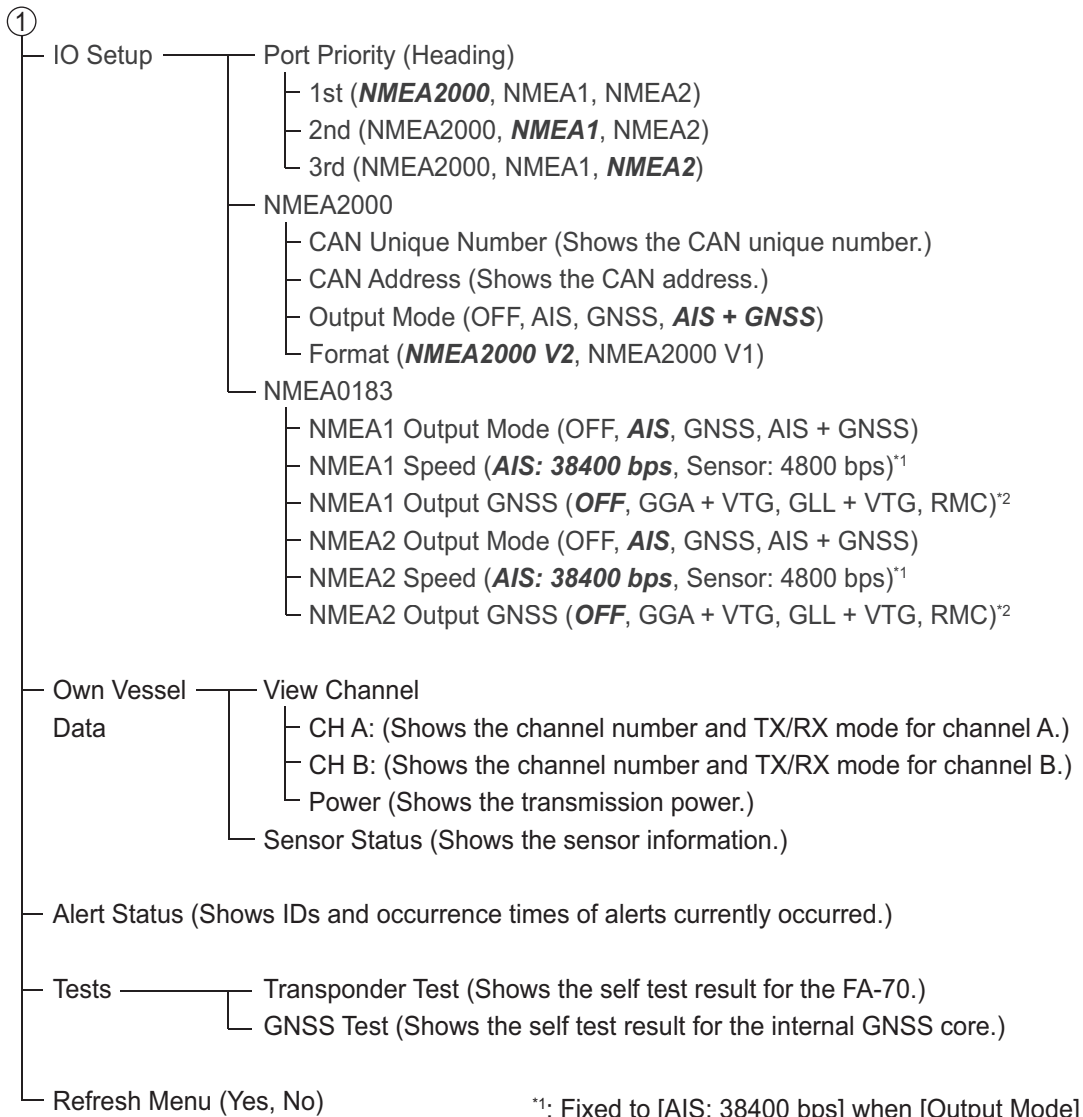 1
IO Setup
Port Priority (Heading)
1st (NMEA2000, NMEA1, NMEA2)
2nd (NMEA2000, NMEA1, NMEA2)
3rd (NMEA2000, NMEA1, NMEA2)
NMEA2000
CAN Unique Number (Shows the CAN unique number.)
CAN Address (Shows the CAN address.)
Output Mode (OFF, AIS, GNSS, AIS + GNSS)
Format (NMEA2000 V2, NMEA2000 V1)
NMEA0183
NMEA1 Output Mode (OFF, AIS, GNSS, AIS + GNSS)
NMEA1 Speed (AIS: 38400 bps, Sensor: 4800 bps)*1
NMEA1 Output GNSS (OFF, GGA + VTG, GLL + VTG, RMC)*2
NMEA2 Output Mode (OFF, AIS, GNSS, AIS + GNSS)
NMEA2 Speed (AIS: 38400 bps, Sensor: 4800 bps)*1
NMEA2 Output GNSS (OFF, GGA + VTG, GLL + VTG, RMC)*2
Own Vessel
Data
View Channel
CH A: (Shows the channel number and TX/RX mode for channel A.)
CH B: (Shows the channel number and TX/RX mode for channel B.)
Power (Shows the transmission power.)
Sensor Status (Shows the sensor information.)
Alert Status (Shows IDs and occurrence times of alerts currently occurred.)
Tests
Transponder Test (Shows the self test result for the FA-70.)
GNSS Test (Shows the self test result for the internal GNSS core.)
Refresh Menu (Yes, No)
*1: Fixed to [AIS: 38400 bps] when [Output Mode]